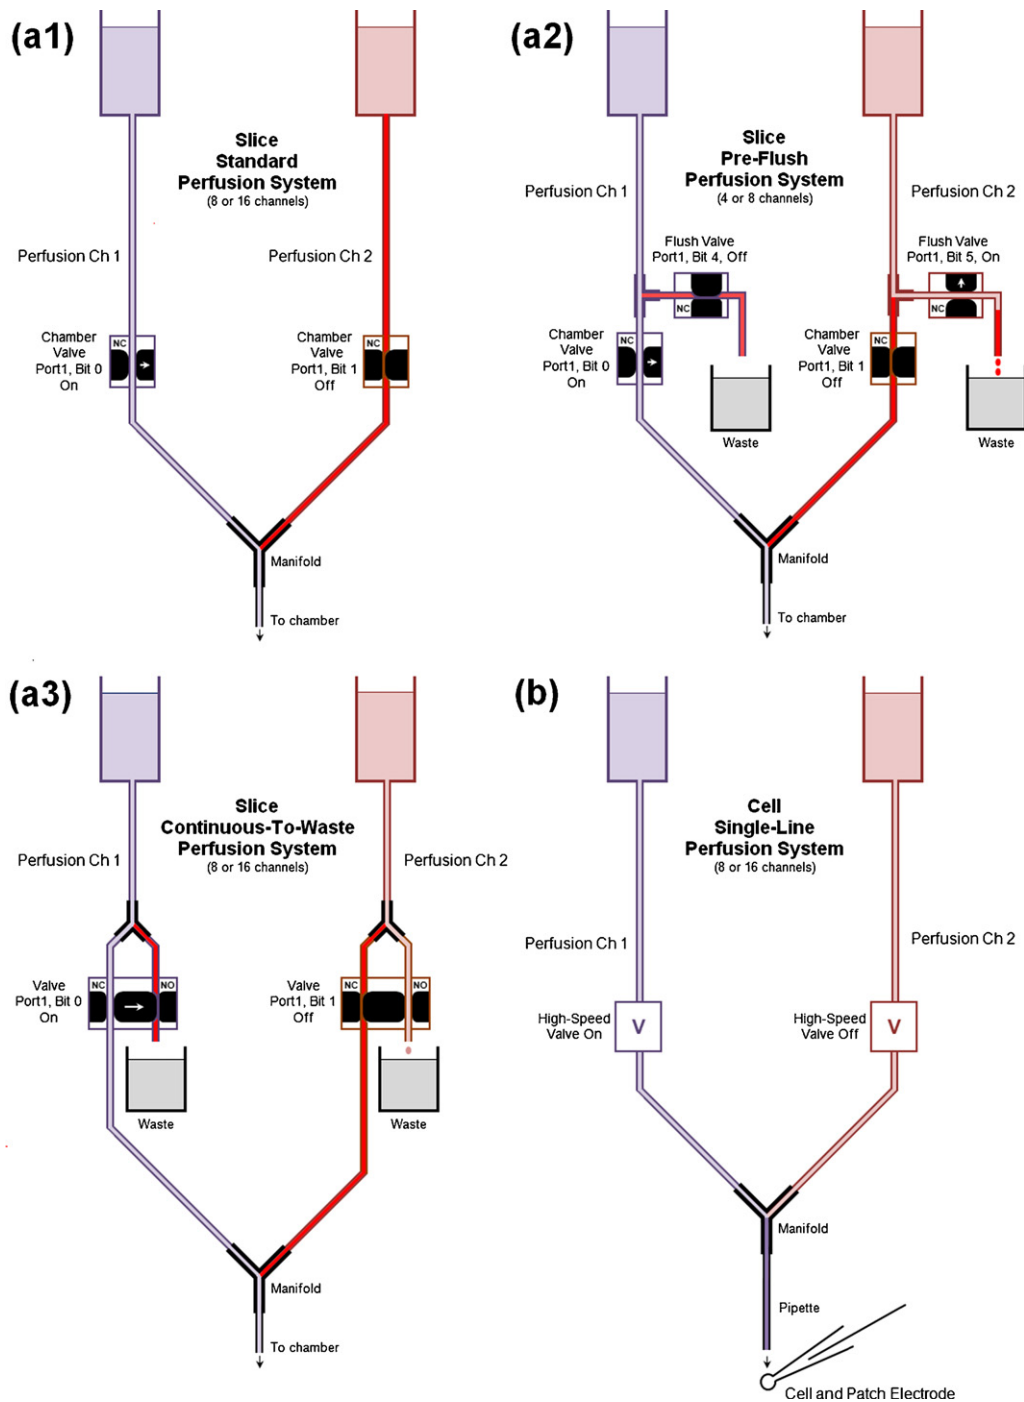 (a1)
Slice
Standard
Perfusion System
(8 or 16 channels)
Perfusion Ch 1
Perfusion Ch 2
Chamber
Valve
Port1, Bit 0
On
NC
Chamber
Valve
Port1, Bit 1
Off
NC
Manifold
To chamber
(a2)
Slice
Pre-Flush
Perfusion System
(4 or 8 channels)
Perfusion Ch 1
Perfusion Ch 2
Flush Valve
Port1, Bit 4, Off
NC
Flush Valve
Port1, Bit 5, On
NC
Chamber
Valve
Port1, Bit 0
On
NC
Waste
Chamber
Valve
Port1, Bit 1
Off
NC
Waste
Manifold
To chamber
(a3)
Slice
Continuous-To-Waste
Perfusion System
(8 or 16 channels)
Perfusion Ch 1
Perfusion Ch 2
Valve
Port1, Bit 0
On
NC
NO
Valve
Port1, Bit 1
Off
NC
NO
Waste
Waste
Manifold
To chamber
(b)
Cell
Single-Line
Perfusion System
(8 or 16 channels)
Perfusion Ch 1
Perfusion Ch 2
High-Speed
Valve On
V
High-Speed
Valve Off
V
Manifold
Pipette
Cell and Patch Electrode